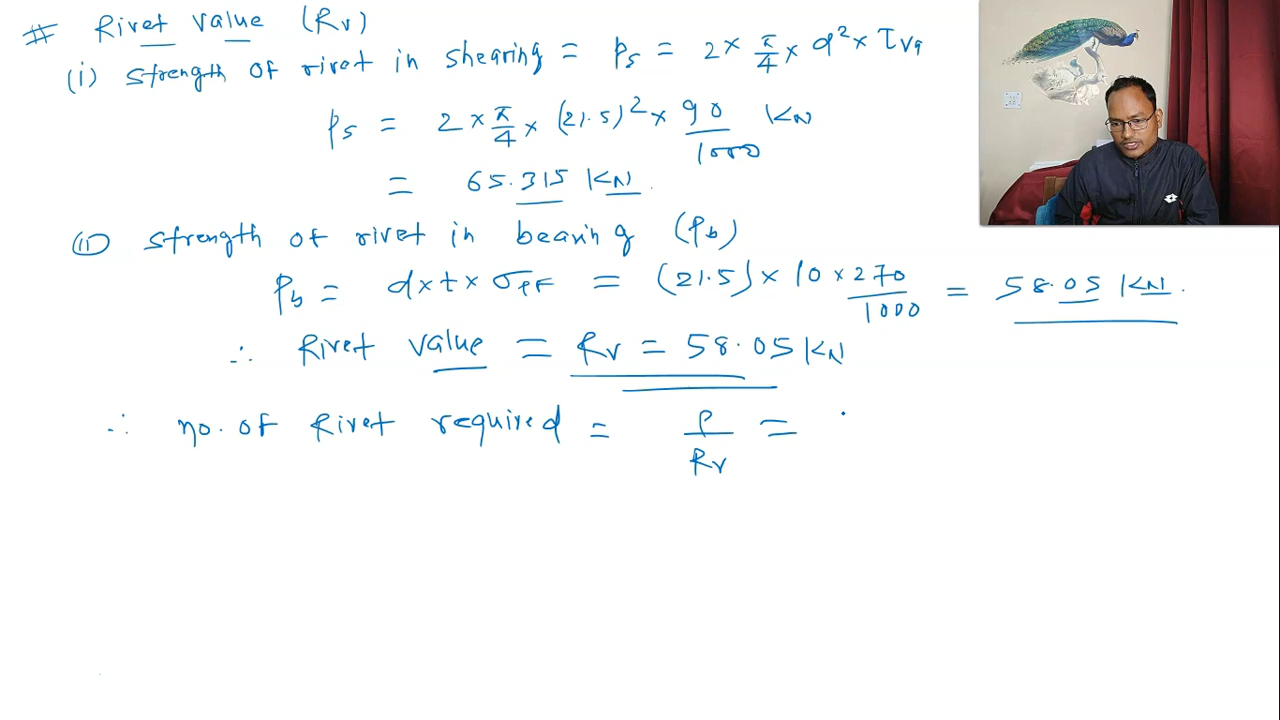 # Rivet value (Rv)
(i) Strength of rivet in shearing = Ps = 2 × π/4 × d² × τva
Ps = 2 × π/4 × (21.5)² × 90/1000 KN
= 65.315 KN.
(ii) Strength of rivet in bearing (Pb)
Pb = d×t×σPF = (21.5) × 10 × 270/1000 = 58.05 KN.
∴ Rivet value = Rv = 58.05 KN
∴ no. of Rivet required = P/Rv =